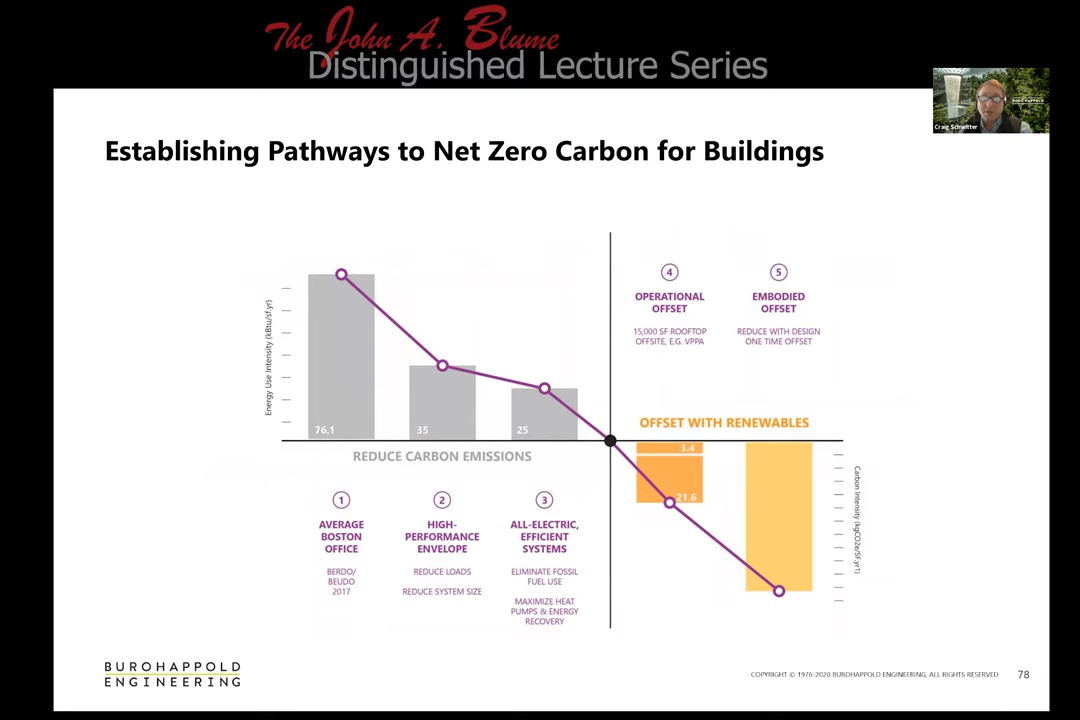 The John A. Blume
Distinguished Lecture Series
BURO HAPPOLD
Craig Schwitter
Establishing Pathways to Net Zero Carbon for Buildings
Energy Use Intensity (kBtu/sf.yr)
76.1
35
25
REDUCE CARBON EMISSIONS
1
AVERAGE
BOSTON
OFFICE
BERDO/
BEUDO
2017
2
HIGH-
PERFORMANCE
ENVELOPE
REDUCE LOADS
REDUCE SYSTEM SIZE
3
ALL-ELECTRIC,
EFFICIENT
SYSTEMS
ELIMINATE FOSSIL
FUEL USE
MAXIMIZE HEAT
PUMPS & ENERGY
RECOVERY
4
OPERATIONAL
OFFSET
15,000 SF ROOFTOP
OFFSITE, E.G. VPPA
5
EMBODIED
OFFSET
REDUCE WITH DESIGN
ONE TIME OFFSET
OFFSET WITH RENEWABLES
3.4
21.6
Carbon Intensity (kgCO2e/SF.yr1)
BUROHAPPOLD
ENGINEERING
COPYRIGHT © 1976-2020 BUROHAPPOLD ENGINEERING. ALL RIGHTS RESERVED
78